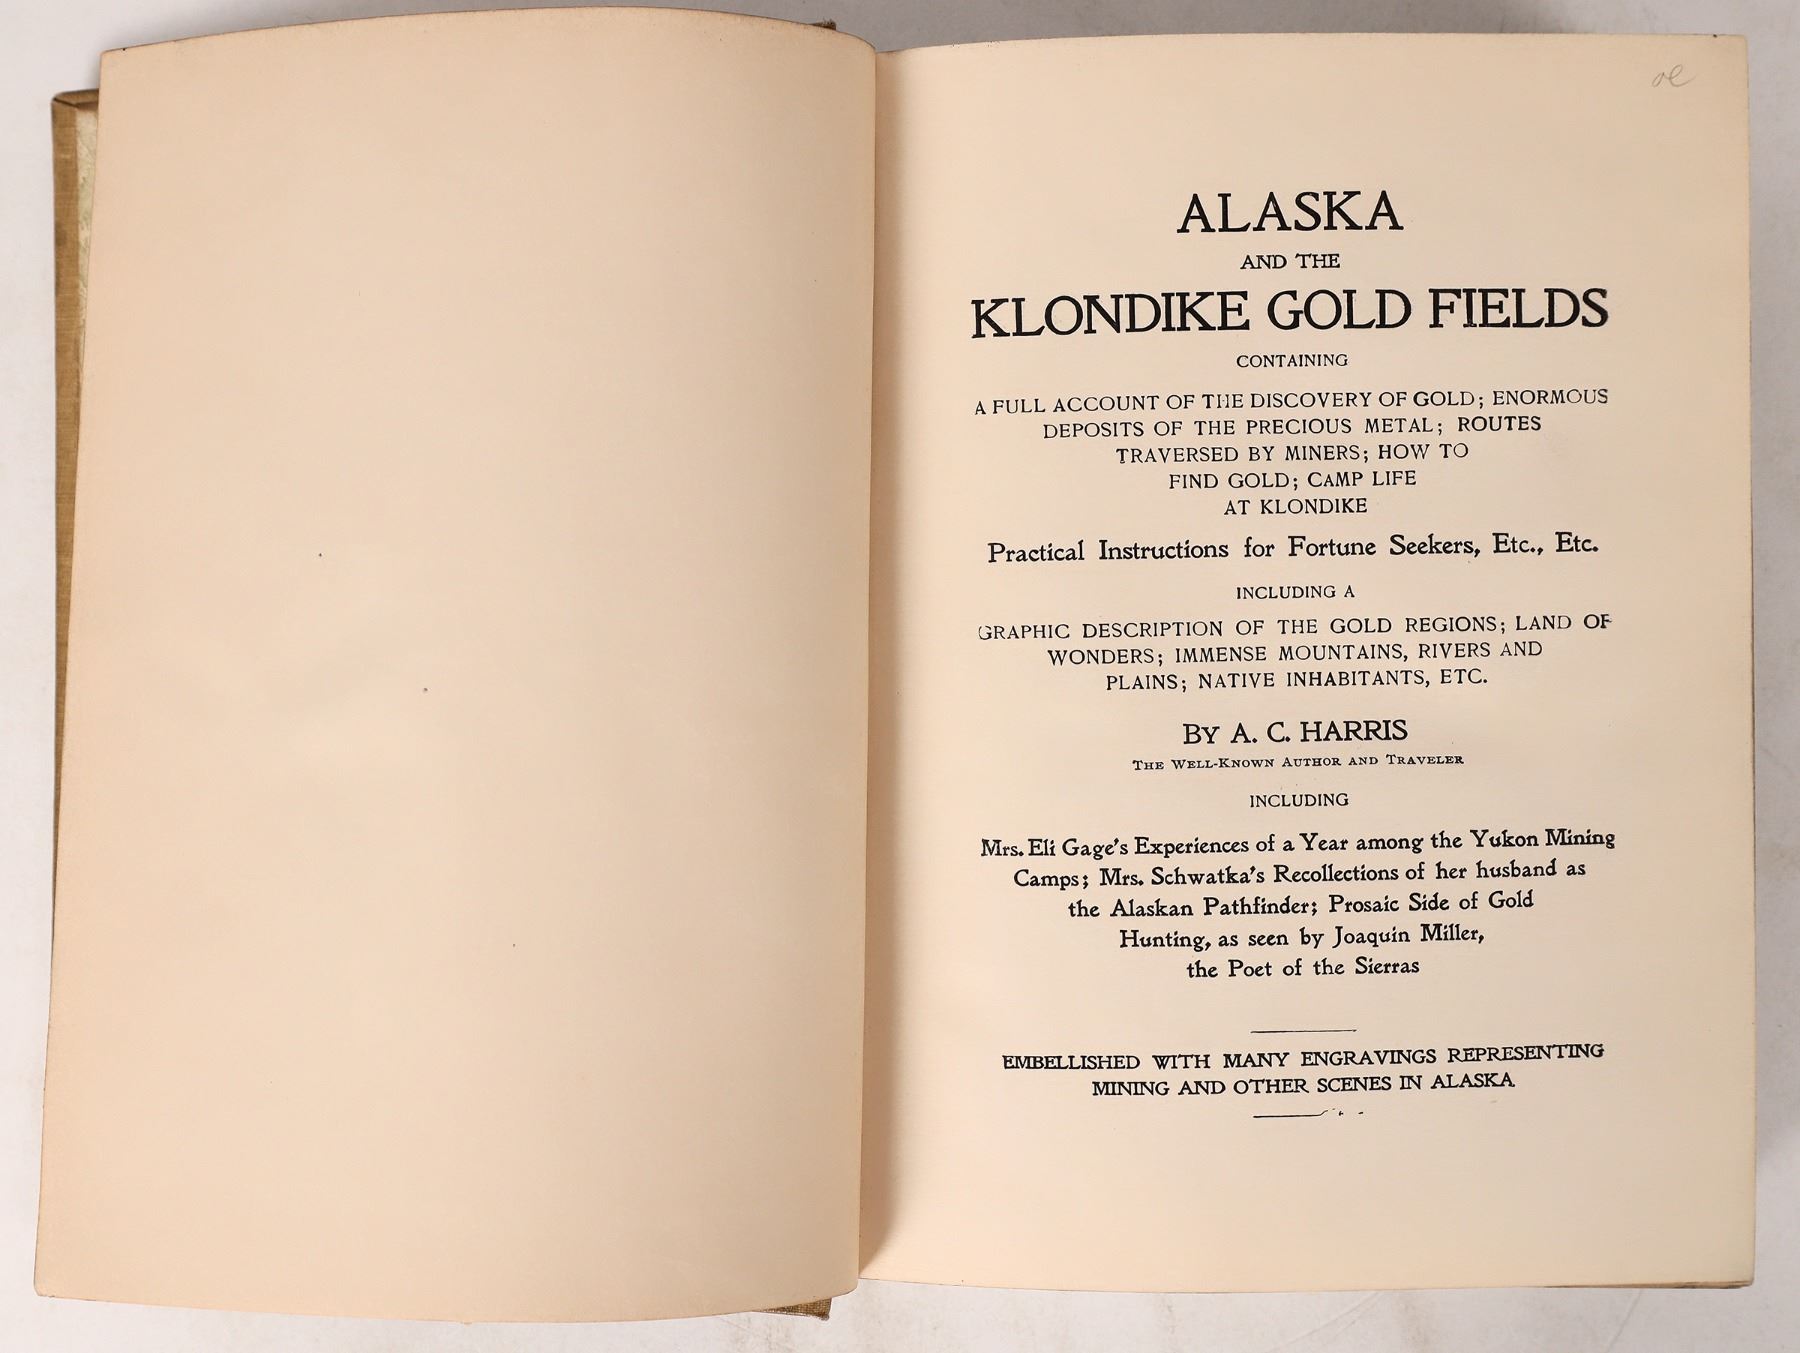 ALASKA
AND THE
KLONDIKE GOLD FIELDS
CONTAINING
A FULL ACCOUNT OF THE DISCOVERY OF GOLD; ENORMOUS
DEPOSITS OF THE PRECIOUS METAL; ROUTES
TRAVERSED BY MINERS; HOW TO
FIND GOLD; CAMP LIFE
AT KLONDIKE
Practical Instructions for Fortune Seekers, Etc., Etc.
INCLUDING A
GRAPHIC DESCRIPTION OF THE GOLD REGIONS; LAND OF
WONDERS; IMMENSE MOUNTAINS, RIVERS AND
PLAINS; NATIVE INHABITANTS, ETC.
BY A. C. HARRIS
THE WELL-KNOWN AUTHOR AND TRAVELER
INCLUDING
Mrs. Eli Gage's Experiences of a Year among the Yukon Mining
Camps; Mrs. Schwatka's Recollections of her husband as
the Alaskan Pathfinder; Prosaic Side of Gold
Hunting, as seen by Joaquin Miller,
the Poet of the Sierras
EMBELLISHED WITH MANY ENGRAVINGS REPRESENTING
MINING AND OTHER SCENES IN ALASKA